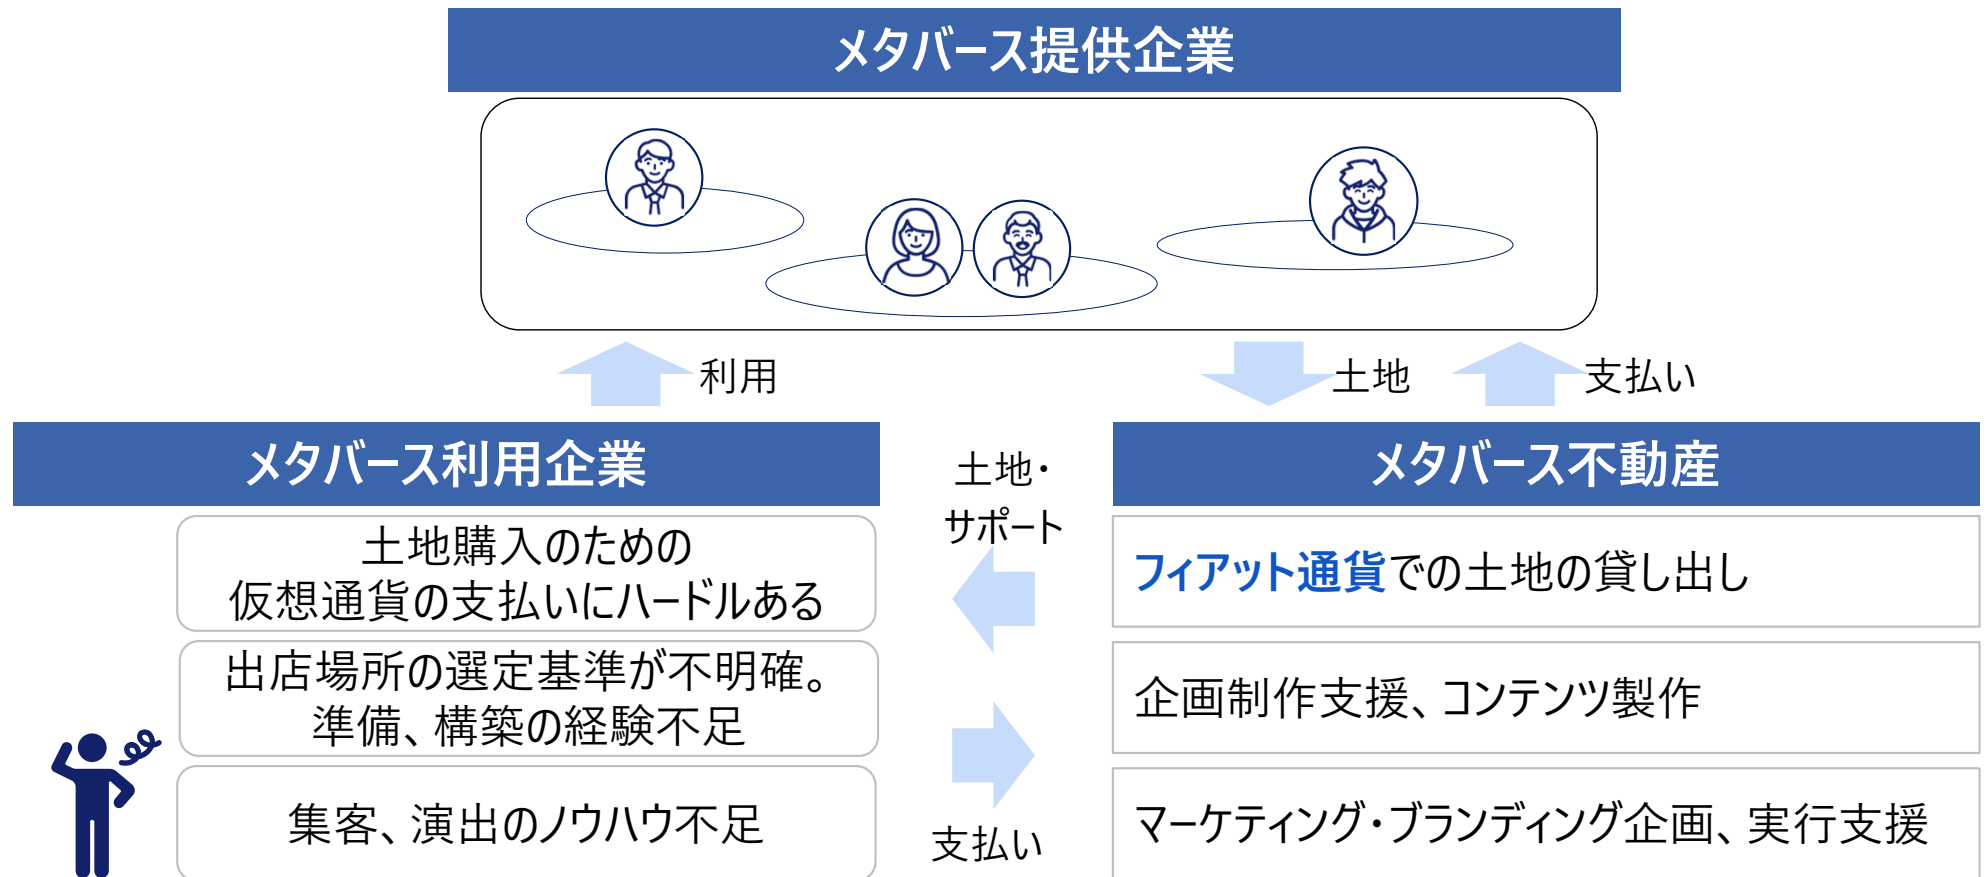 メタバース提供企業
利用
土地
支払い
メタバース利用企業
土地購入のための
仮想通貨の支払いにハードルある
出店場所の選定基準が不明確。
準備、構築の経験不足
集客、演出のノウハウ不足
土地・
サポート
支払い
メタバース不動産
フィアット通貨での土地の貸し出し
企画制作支援、コンテンツ製作
マーケティング・ブランディング企画、実行支援